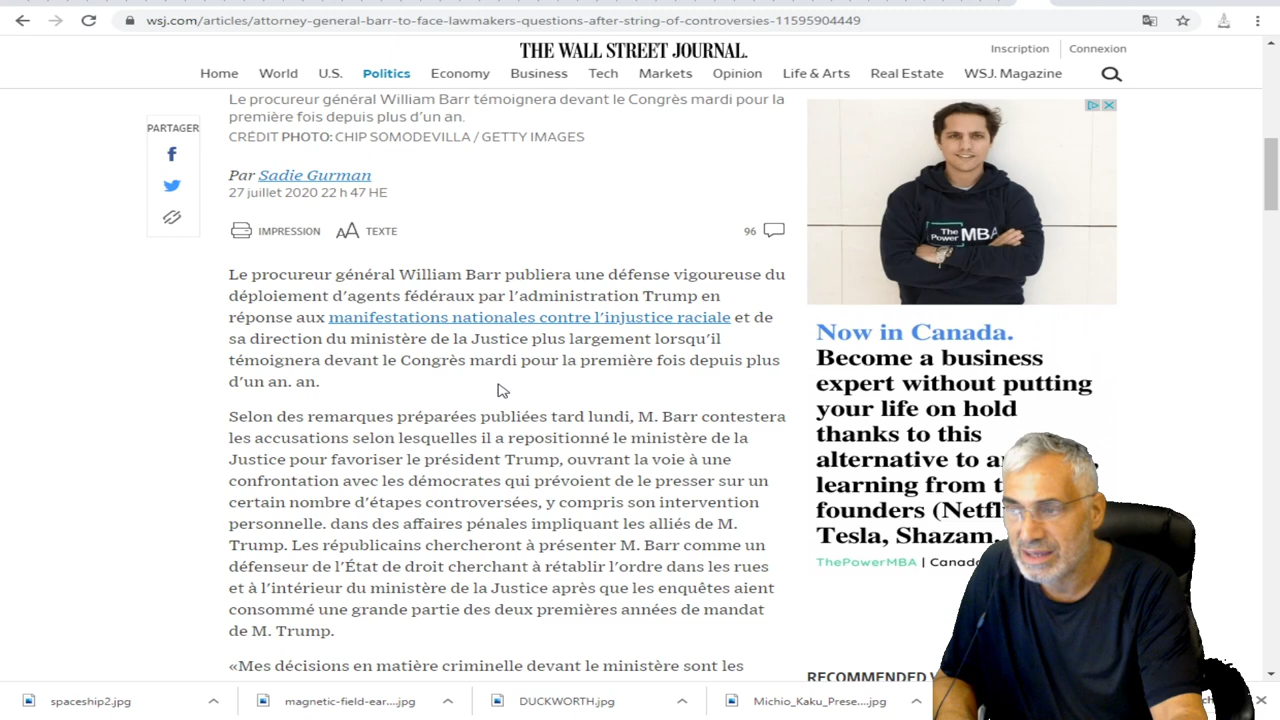 wsj.com/articles/attorney-general-barr-to-face-lawmakers-questions-after-string-of-controversies-11595904449
THE WALL STREET JOURNAL.
Inscription
Connexion
Home World U.S. Politics Economy Business Tech Markets Opinion Life & Arts Real Estate WSJ. Magazine
Le procureur général William Barr témoignera devant le Congrès mardi pour la
première fois depuis plus d'un an.
CRÉDIT PHOTO: CHIP SOMODEVILLA / GETTY IMAGES
PARTAGER
Par Sadie Gurman
27 juillet 2020 22 h 47 HE
IMPRESSION
AA TEXTE
96
Le procureur général William Barr publiera une défense vigoureuse du
déploiement d'agents fédéraux par l'administration Trump en
réponse aux manifestations nationales contre l'injustice raciale et de
sa direction du ministère de la Justice plus largement lorsqu'il
témoignera devant le Congrès mardi pour la première fois depuis plus
d'un an. an.
Selon des remarques préparées publiées tard lundi, M. Barr contestera
les accusations selon lesquelles il a repositionné le ministère de la
Justice pour favoriser le président Trump, ouvrant la voie à une
confrontation avec les démocrates qui prévoient de le presser sur un
certain nombre d'étapes controversées, y compris son intervention
personnelle. dans des affaires pénales impliquant les alliés de M.
Trump. Les républicains chercheront à présenter M. Barr comme un
défenseur de l'État de droit cherchant à rétablir l'ordre dans les rues
et à l'intérieur du ministère de la Justice après que les enquêtes aient
consommé une grande partie des deux premières années de mandat
de M. Trump.
«Mes décisions en matière criminelle devant le ministère sont les
The Power MBA
Now in Canada.
Become a business
expert without putting
your life on hold
thanks to this
alternative to
learning from
founders
Tesla, Shazam.
ThePowerMBA |
RECOMMENDED
spaceship2.jpg
magnetic-field-ear....jpg
DUCKWORTH.jpg
Michio_Kaku_Prese....jpg